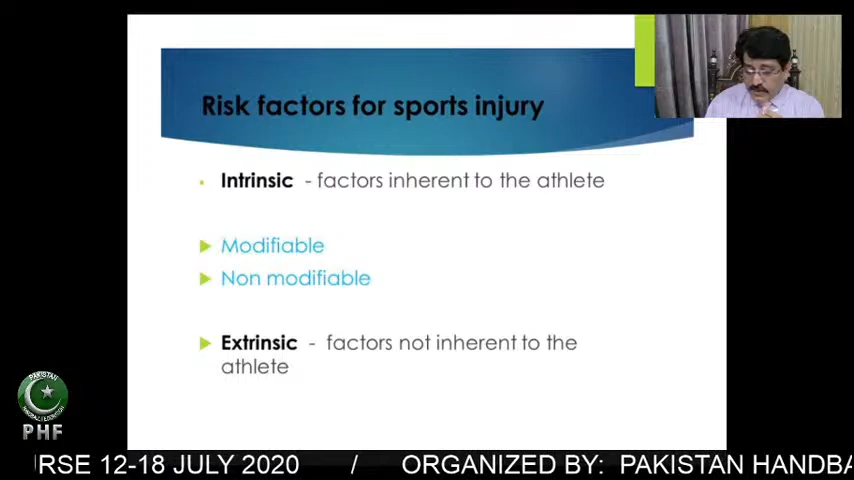 Risk factors for sports injury
Intrinsic - factors inherent to the athlete
Modifiable
Non modifiable
Extrinsic - factors not inherent to the
athlete
PAKISTAN
PHF
RSE 12-18 JULY 2020 / ORGANIZED BY: PAKISTAN HANDBA